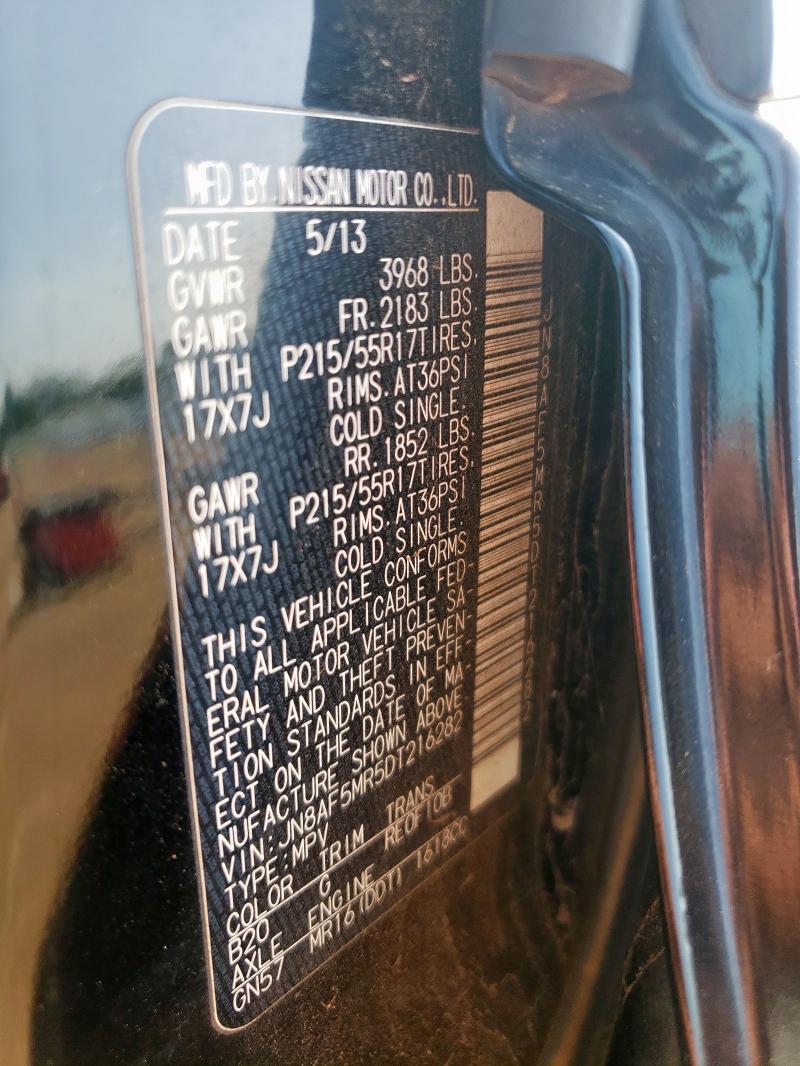 MFD BY NISSAN MOTOR CO.,LTD.
DATE 5/13
GVWR 3968 LBS.
GAWR FR. 2183 LBS.
WITH P215/55R17TIRES.
17X7J RIMS. AT36PSI
COLD SINGLE.
GAWR RR. 1852 LBS.
WITH P215/55R17TIRES.
17X7J RIMS. AT36PSI
COLD SINGLE.
THIS VEHICLE CONFORMS
TO ALL APPLICABLE FED-
ERAL MOTOR VEHICLE SA-
FETY AND THEFT PREVEN-
TION STANDARDS IN EFF-
ECT ON THE DATE OF MA-
NUFACTURE SHOWN ABOVE
VIN:JN8AF5MR5DT216282
TYPE:MPV
COLOR TRIM TRANS
B20 G RE0F10B
AXLE ENGINE
GN57 MR16(DDT) 1618CC
JN8AF5MR5DT216282